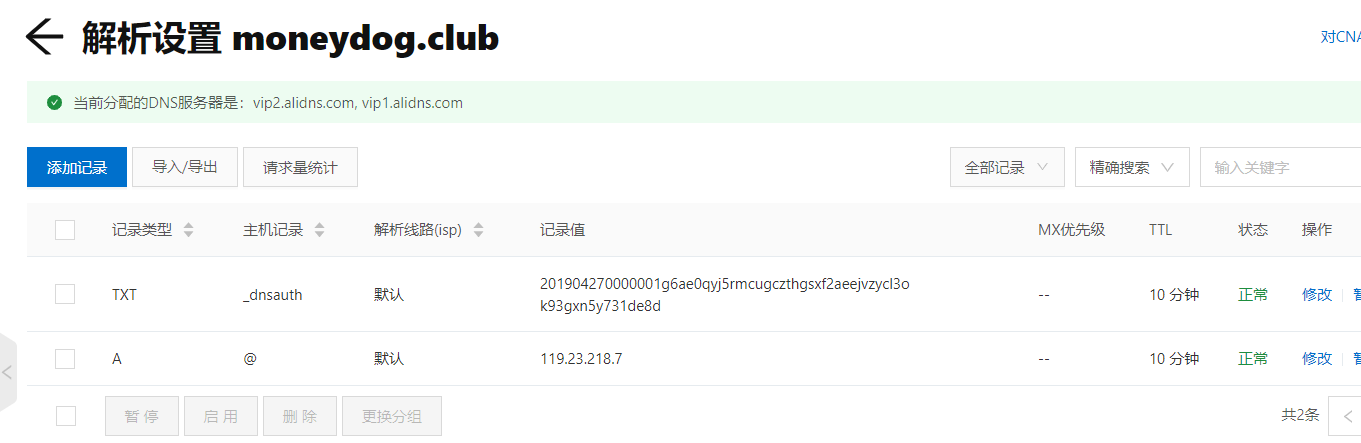 解析设置 moneydog.club
对CNA
当前分配的DNS服务器是：vip2.alidns.com, vip1.alidns.com
添加记录 导入/导出 请求量统计 全部记录 精确搜索 输入关键字
记录类型 主机记录 解析线路(isp) 记录值 MX优先级 TTL 状态 操作
TXT _dnsauth 默认 201904270000001g6ae0qyj5rmcugczthgsxf2aeejvzycl3o -- 10 分钟 正常 修改
k93gxn5y731de8d
A @ 默认 119.23.218.7 -- 10 分钟 正常 修改
暂 停 启 用 删 除 更换分组 共2条